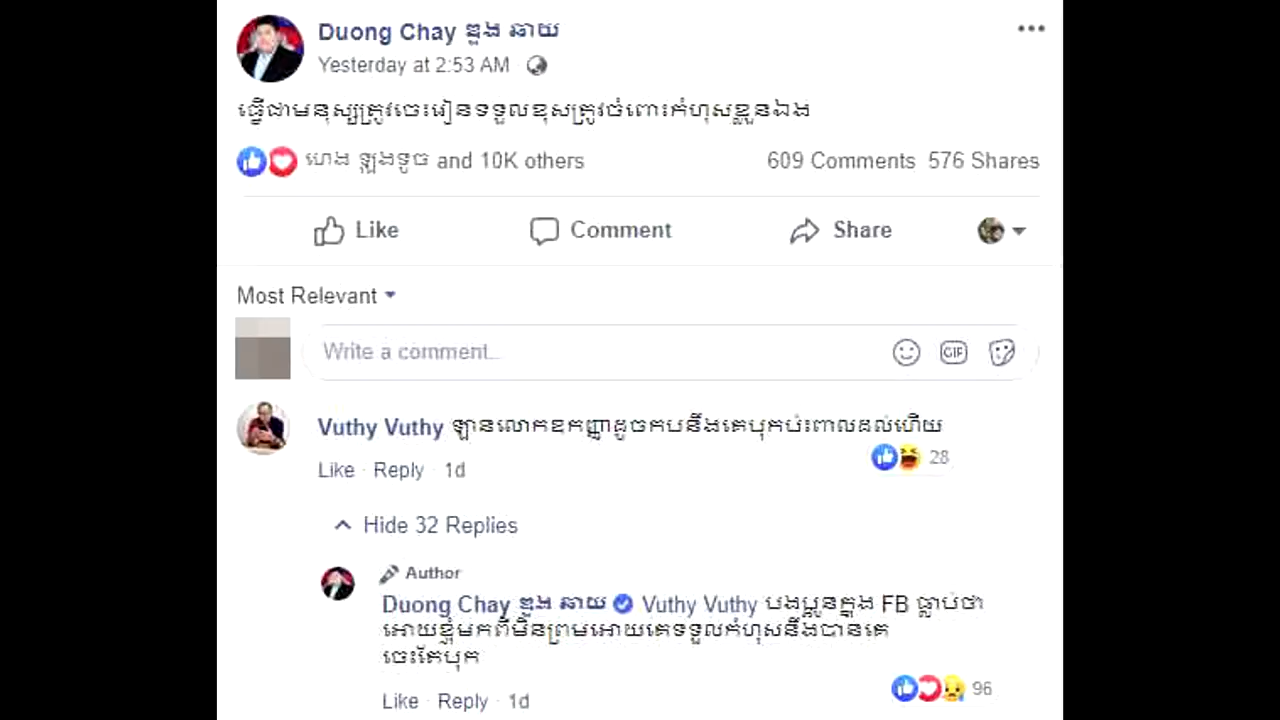 Duong Chay ឌួង ឆាយ
Yesterday at 2:53 AM
ធ្វើជាមនុស្សត្រូវចេះរៀនទទួលខុសត្រូវចំពោះកំហុសខ្លួនឯង
ហេង ឡុងទូច and 10K others 609 Comments 576 Shares
Like Comment Share
Most Relevant
Write a comment... GIF
Vuthy Vuthy ឡានលោកឧកញ៉ាដូចកបនឹងគេបុកប៉ះពាលដល់ហើយ
28
Like · Reply · 1d
Hide 32 Replies
Author
Duong Chay ឌួង ឆាយ Vuthy Vuthy បងប្អូនក្នុង FB ធ្លាប់ថា
អោយខ្ញុំមកពីមិនព្រមអោយគេទទួលកំហុសនឹងបានគេ
ចេះតែបុក
96
Like · Reply · 1d